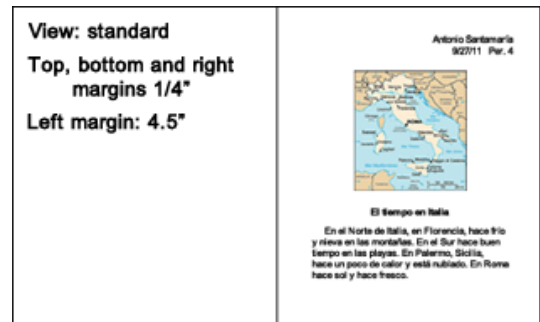 View: standard
Top, bottom and right
margins 1/4”
Left margin: 4.5”
Antonio Santamaría
9/27/11 Per. 4
ROMA
El tiempo en Italia
En el Norte de Italia, en Florencia, hace frío
y nieva en las montañas. En el Sur hace buen
tiempo en las playas. En Palermo, Sicilia,
hace un poco de calor y está nublado. En Roma
hace sol y hace fresco.